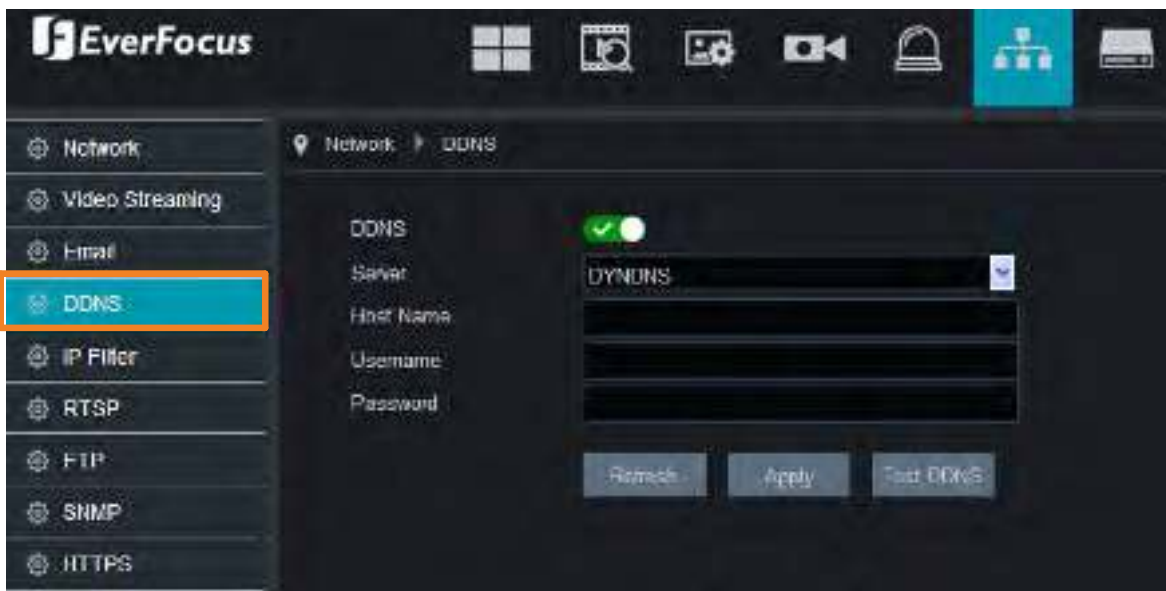 EverFocus
Network
Video Streaming
Email
DDNS
IP Filter
RTSP
FTP
SNMP
HTTPS
Network DDNS
DDNS
Server DYNDNS
Host Name
Username
Password
Refresh Apply Test DDNS